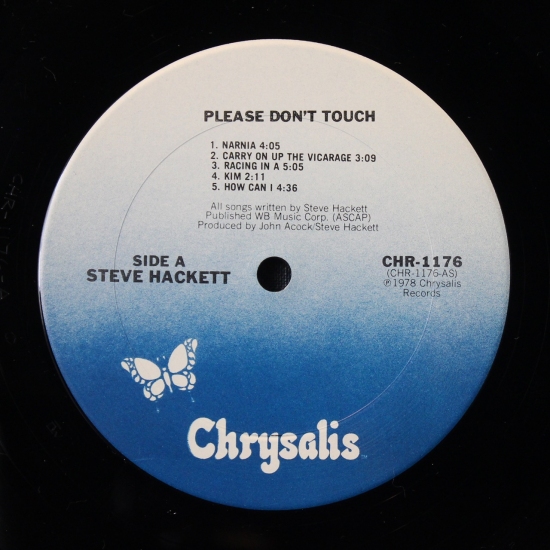 PLEASE DON'T TOUCH
1. NARNIA 4:05
2. CARRY ON UP THE VICARAGE 3:09
3. RACING IN A 5:05
4. KIM 2:11
5. HOW CAN I 4:36
All songs written by Steve Hackett
Published WB Music Corp. (ASCAP)
Produced by John Acock/Steve Hackett
SIDE A
STEVE HACKETT
CHR-1176
(CHR-1176-AS)
℗ 1978 Chrysalis
Records
Chrysalis